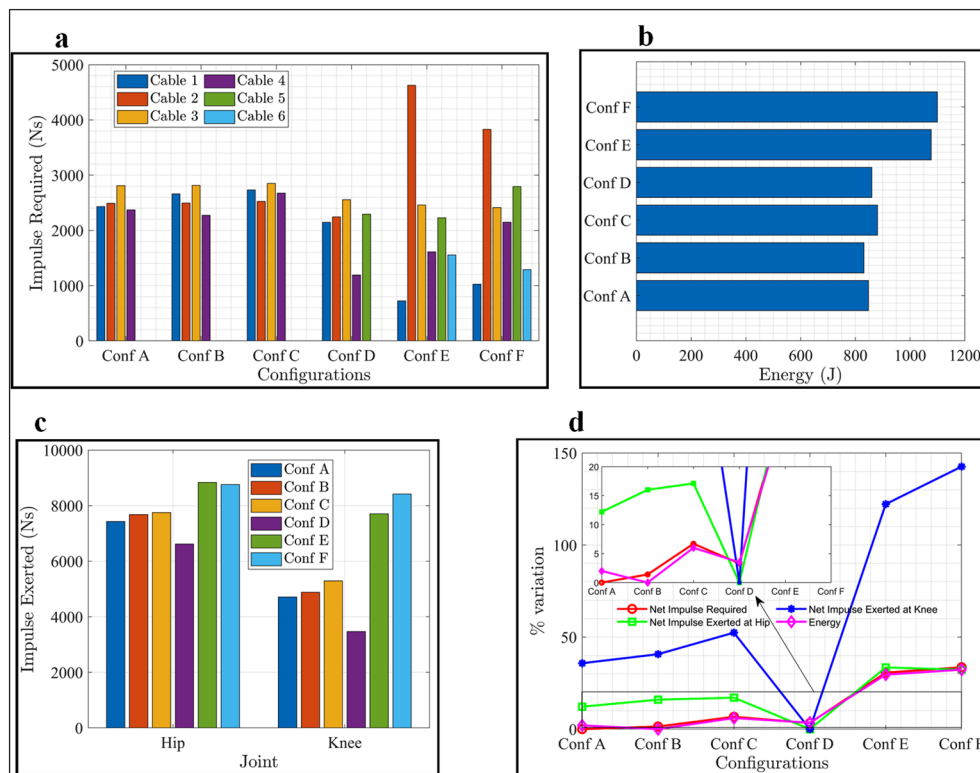 a
5000
4000
3000
2000
1000
0
Impulse Required (Ns)
Cable 1 Cable 4
Cable 2 Cable 5
Cable 3 Cable 6
Conf A Conf B Conf C Conf D Conf E Conf F
Configurations
b
Conf F
Conf E
Conf D
Conf C
Conf B
Conf A
0 200 400 600 800 1000 1200
Energy (J)
c
10000
8000
6000
4000
2000
0
Impulse Exerted (Ns)
Conf A
Conf B
Conf C
Conf D
Conf E
Conf F
Hip Knee
Joint
d
150
100
50
0
% variation
20
15
10
5
0
Conf A Conf B Conf C Conf D Conf E Conf F
Net Impulse Required Net Impulse Exerted at Knee
Net Impulse Exerted at Hip Energy
Conf A Conf B Conf C Conf D Conf E Conf F
Configurations